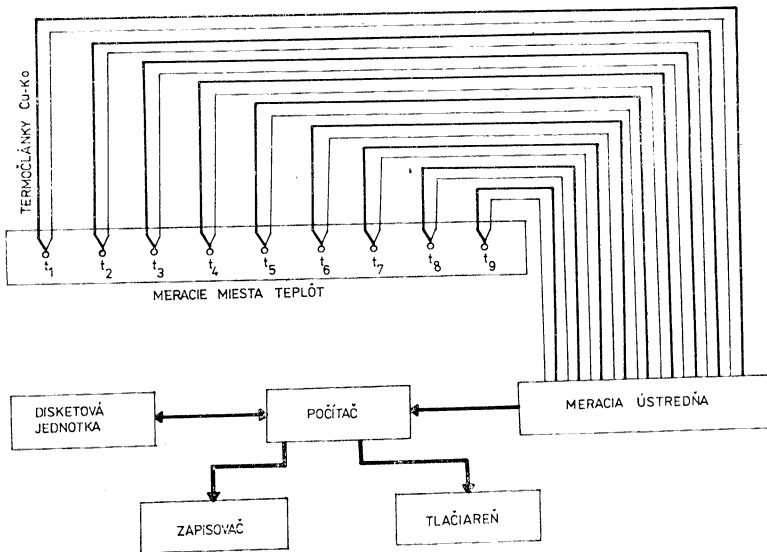 TERMOČLÁNKY Cu-Ko
t1 t2 t3 t4 t5 t6 t7 t8 t9
MERACIE MIESTA TEPLÔT
DISKETOVÁ
JEDNOTKA
POČÍTAČ
MERACIA ÚSTREDŇA
ZAPISOVAČ
TLAČIAREŇ